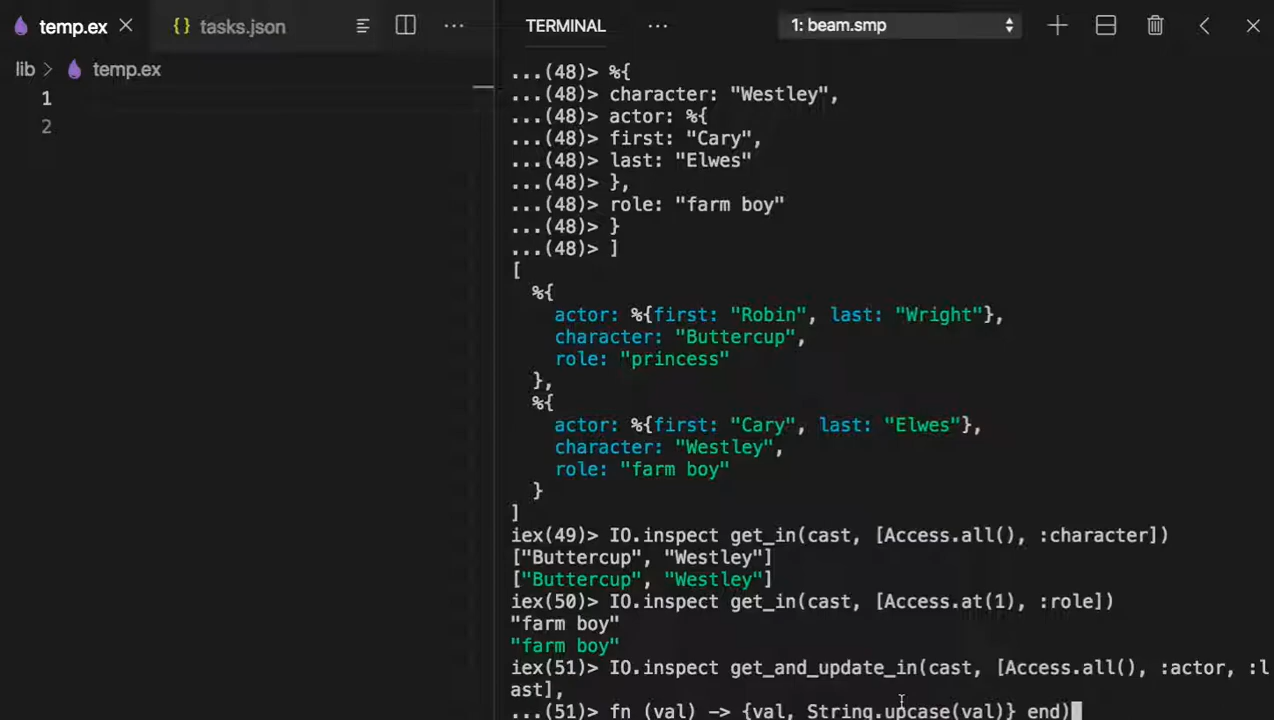 temp.ex
{} tasks.json
TERMINAL
1: beam.smp
lib > temp.ex
1
2
...(48)> %{
...(48)> character: "Westley",
...(48)> actor: %{
...(48)> first: "Cary",
...(48)> last: "Elwes"
...(48)> },
...(48)> role: "farm boy"
...(48)> }
...(48)> ]
[
%{
actor: %{first: "Robin", last: "Wright"},
character: "Buttercup",
role: "princess"
},
%{
actor: %{first: "Cary", last: "Elwes"},
character: "Westley",
role: "farm boy"
}
]
iex(49)> IO.inspect get_in(cast, [Access.all(), :character])
["Buttercup", "Westley"]
["Buttercup", "Westley"]
iex(50)> IO.inspect get_in(cast, [Access.at(1), :role])
"farm boy"
"farm boy"
iex(51)> IO.inspect get_and_update_in(cast, [Access.all(), :actor, :l
ast],
...(51)> fn (val) -> {val, String.upcase(val)} end)